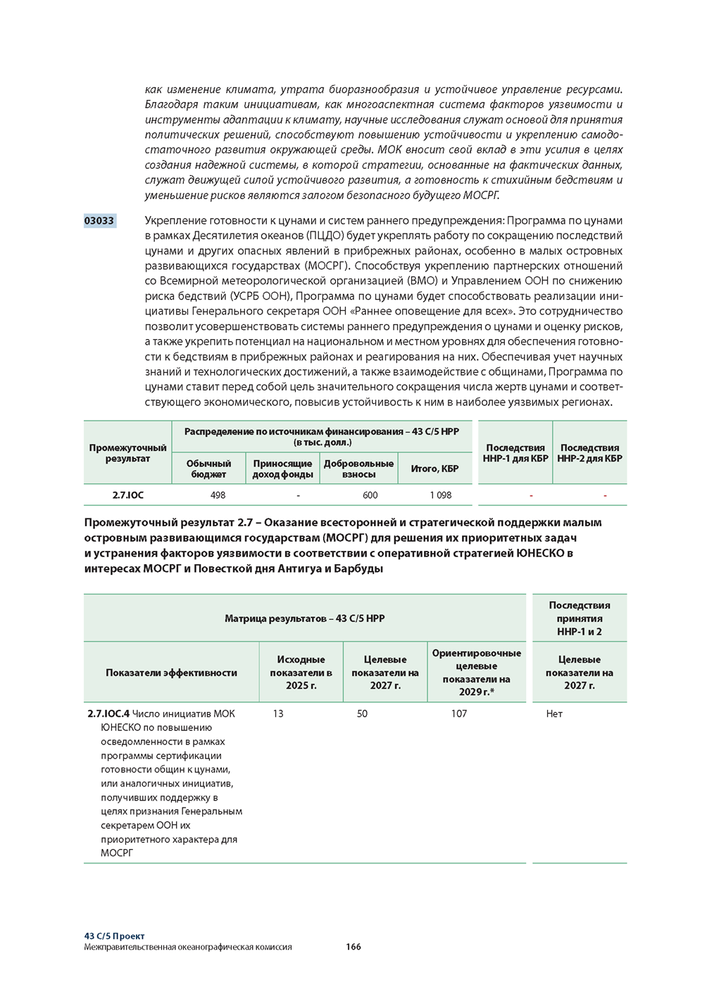 как изменение климата, утрата биоразнообразия и устойчивое управление ресурсами.
Благодаря таким инициативам, как многоаспектная система факторов уязвимости и
инструменты адаптации к климату, научные исследования служат основой для принятия
политических решений, способствуют повышению устойчивости и укреплению самодо-
статочного развития окружающей среды. МОК вносит свой вклад в эти усилия в целях
создания надежной системы, в которой стратегии, основанные на фактических данных,
служат движущей силой устойчивого развития, а готовность к стихийным бедствиям и
уменьшение рисков являются залогом безопасного будущего МОСРГ.
03033 Укрепление готовности к цунами и систем раннего предупреждения: Программа по цунами
в рамках Десятилетия океанов (ПЦДО) будет укреплять работу по сокращению последствий
цунами и других опасных явлений в прибрежных районах, особенно в малых островных
развивающихся государствах (МОСРГ). Способствуя укреплению партнерских отношений
со Всемирной метеорологической организацией (ВМО) и Управлением ООН по снижению
риска бедствий (УСРБ ООН), Программа по цунами будет способствовать реализации ини-
циативы Генерального секретаря ООН «Раннее оповещение для всех». Это сотрудничество
позволит усовершенствовать системы раннего предупреждения о цунами и оценку рисков,
а также укрепить потенциал на национальном и местном уровнях для обеспечения готовно-
сти к бедствиям в прибрежных районах и реагирования на них. Обеспечивая учет научных
знаний и технологических достижений, а также взаимодействие с общинами, Программа по
цунами ставит перед собой цель значительного сокращения числа жертв цунами и соответ-
ствующего экономического, повысив устойчивость к ним в наиболее уязвимых регионах.
Промежуточный
результат
Распределение по источникам финансирования – 43 C/5 НРР
(в тыс. долл.)
Обычный
бюджет
Приносящие
доход фонды
Добровольные
взносы
Итого, КБР
Последствия
ННР-1 для КБР
Последствия
ННР-2 для КБР
2.7.IOC 498 - 600 1 098 - -
Промежуточный результат 2.7 – Оказание всесторонней и стратегической поддержки малым
островным развивающимся государствам (МОСРГ) для решения их приоритетных задач
и устранения факторов уязвимости в соответствии с оперативной стратегией ЮНЕСКО в
интересах МОСРГ и Повесткой дня Антигуа и Барбуды
Матрица результатов – 43 C/5 НРР
Последствия
принятия
ННР-1 и 2
Показатели эффективности
Исходные
показатели в
2025 г.
Целевые
показатели на
2027 г.
Ориентировочные
целевые
показатели на
2029 г.*
Целевые
показатели на
2027 г.
2.7.IOC.4 Число инициатив МОК 13 50 107 Нет
ЮНЕСКО по повышению
осведомленности в рамках
программы сертификации
готовности общин к цунами,
или аналогичных инициатив,
получивших поддержку в
целях признания Генеральным
секретарем ООН их
приоритетного характера для
МОСРГ
43 C/5 Проект
Межправительственная океанографическая комиссия 166